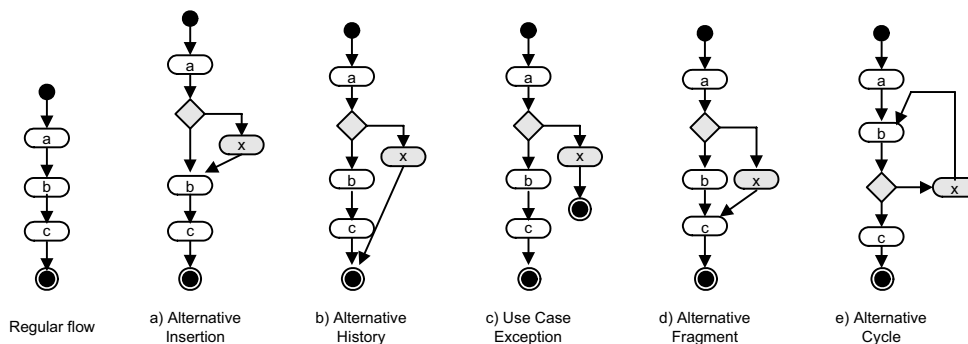 a
b
c
Regular flow
a
x
b
c
a) Alternative
Insertion
a
x
b
c
b) Alternative
History
a
x
b
c
c) Use Case
Exception
a
b
x
c
d) Alternative
Fragment
a
b
x
c
e) Alternative
Cycle